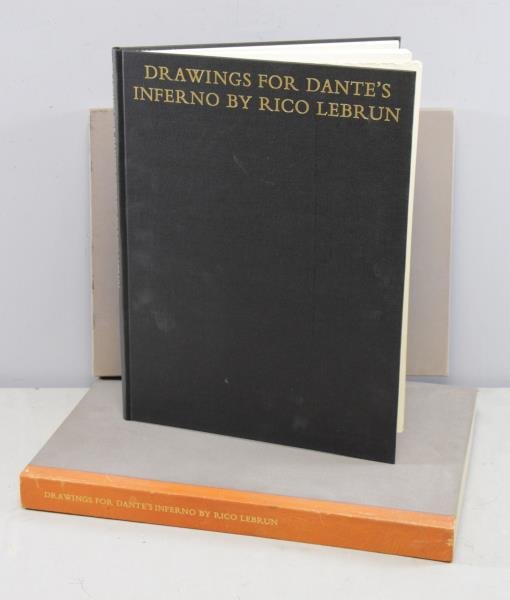 DRAWINGS FOR DANTE'S
INFERNO BY RICO LEBRUN
DRAWINGS FOR DANTE'S INFERNO BY RICO LEBRUN